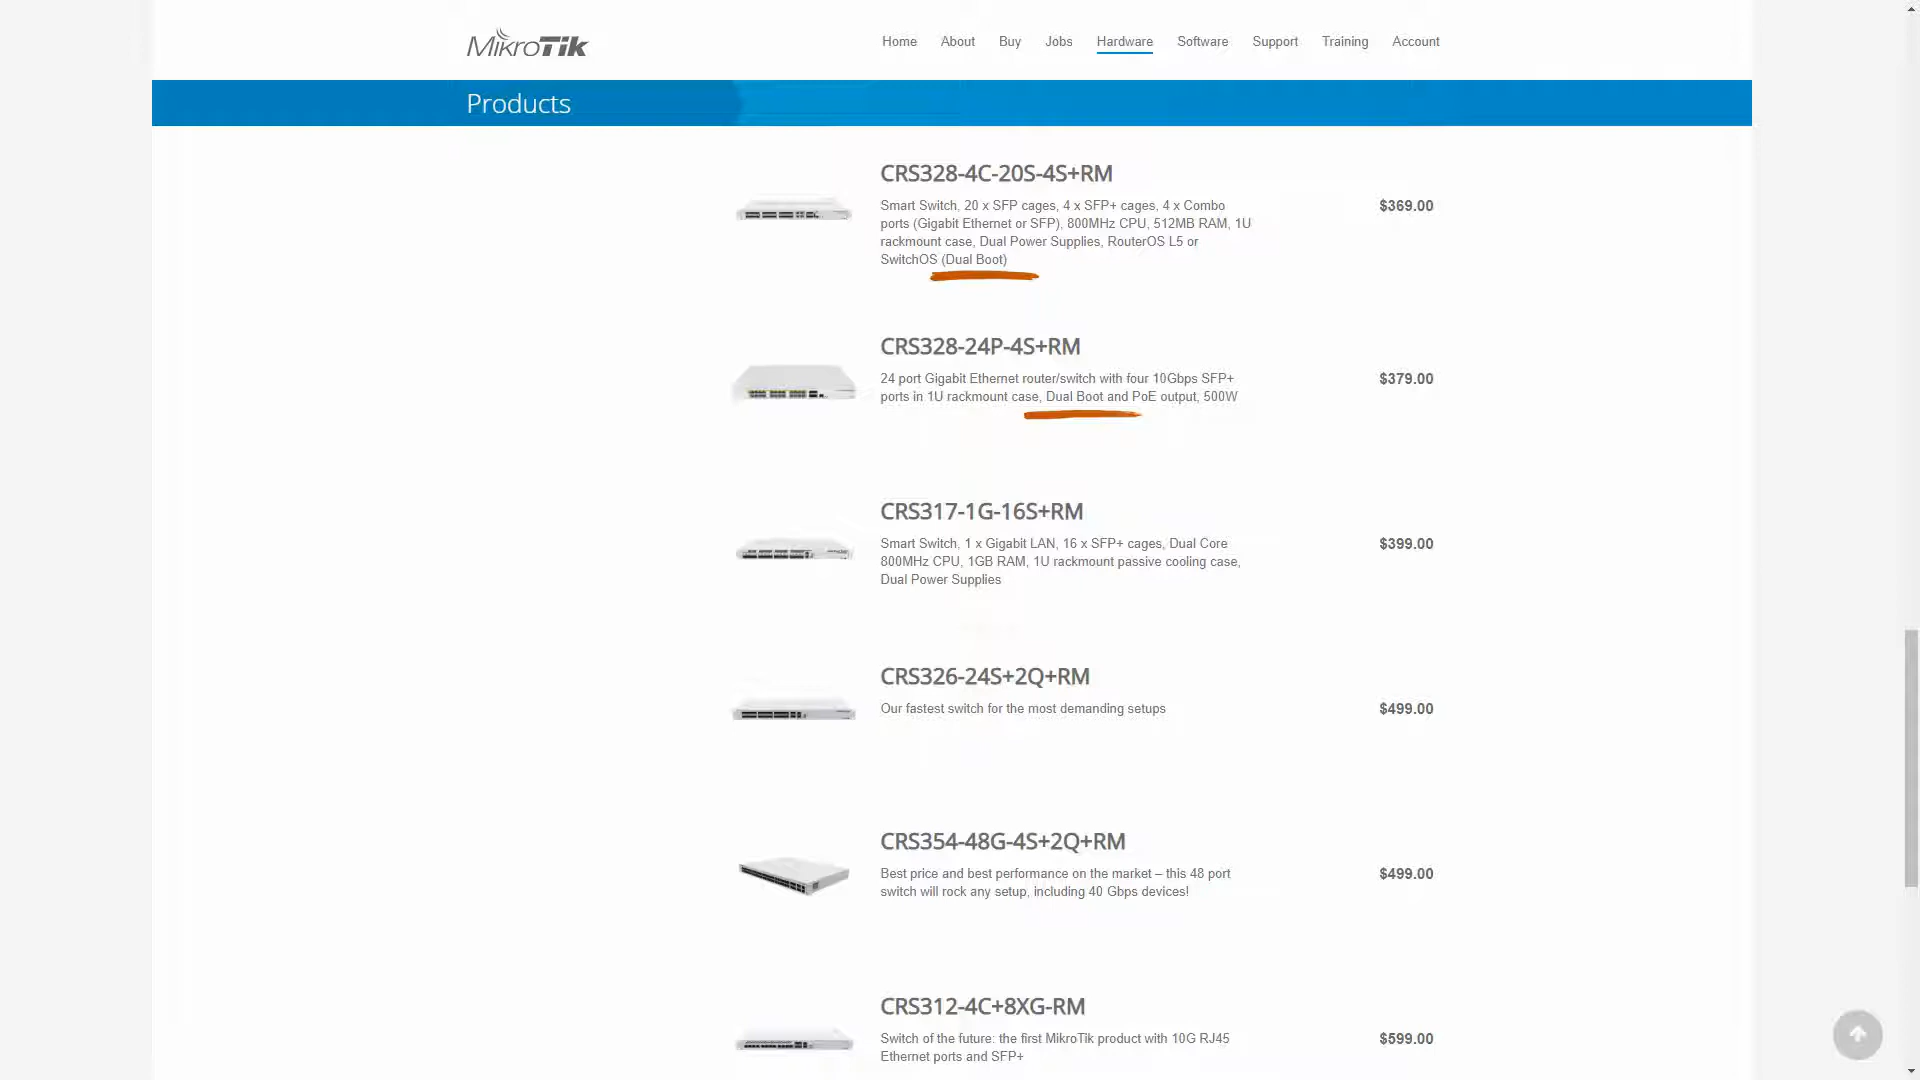 MikroTik
Home About Buy Jobs Hardware Software Support Training Account
Products
CRS328-4C-20S-4S+RM
Smart Switch, 20 x SFP cages, 4 x SFP+ cages, 4 x Combo
ports (Gigabit Ethernet or SFP), 800MHz CPU, 512MB RAM, 1U
rackmount case, Dual Power Supplies, RouterOS L5 or
SwitchOS (Dual Boot)
$369.00
CRS328-24P-4S+RM
24 port Gigabit Ethernet router/switch with four 10Gbps SFP+
ports in 1U rackmount case, Dual Boot and PoE output, 500W
$379.00
CRS317-1G-16S+RM
Smart Switch, 1 x Gigabit LAN, 16 x SFP+ cages, Dual Core
800MHz CPU, 1GB RAM, 1U rackmount passive cooling case,
Dual Power Supplies
$399.00
CRS326-24S+2Q+RM
Our fastest switch for the most demanding setups
$499.00
CRS354-48G-4S+2Q+RM
Best price and best performance on the market – this 48 port
switch will rock any setup, including 40 Gbps devices!
$499.00
CRS312-4C+8XG-RM
Switch of the future: the first MikroTik product with 10G RJ45
Ethernet ports and SFP+
$599.00